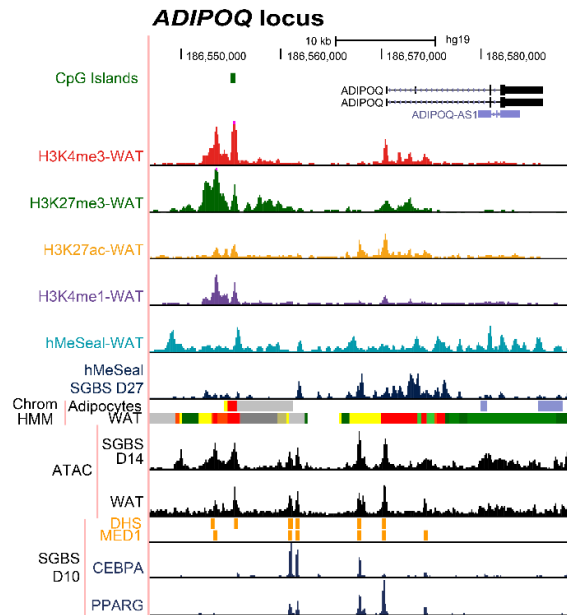 ADIPOQ locus
10 kb hg19
186,550,000 186,560,000 186,570,000 186,580,000
CpG Islands
ADIPOQ
ADIPOQ
ADIPOQ-AS1
H3K4me3-WAT
H3K27me3-WAT
H3K27ac-WAT
H3K4me1-WAT
hMeSeal-WAT
hMeSeal
SGBS D27
Chrom
HMM
Adipocytes
WAT
ATAC
SGBS
D14
WAT
SGBS
D10
DHS
MED1
CEBPA
PPARG